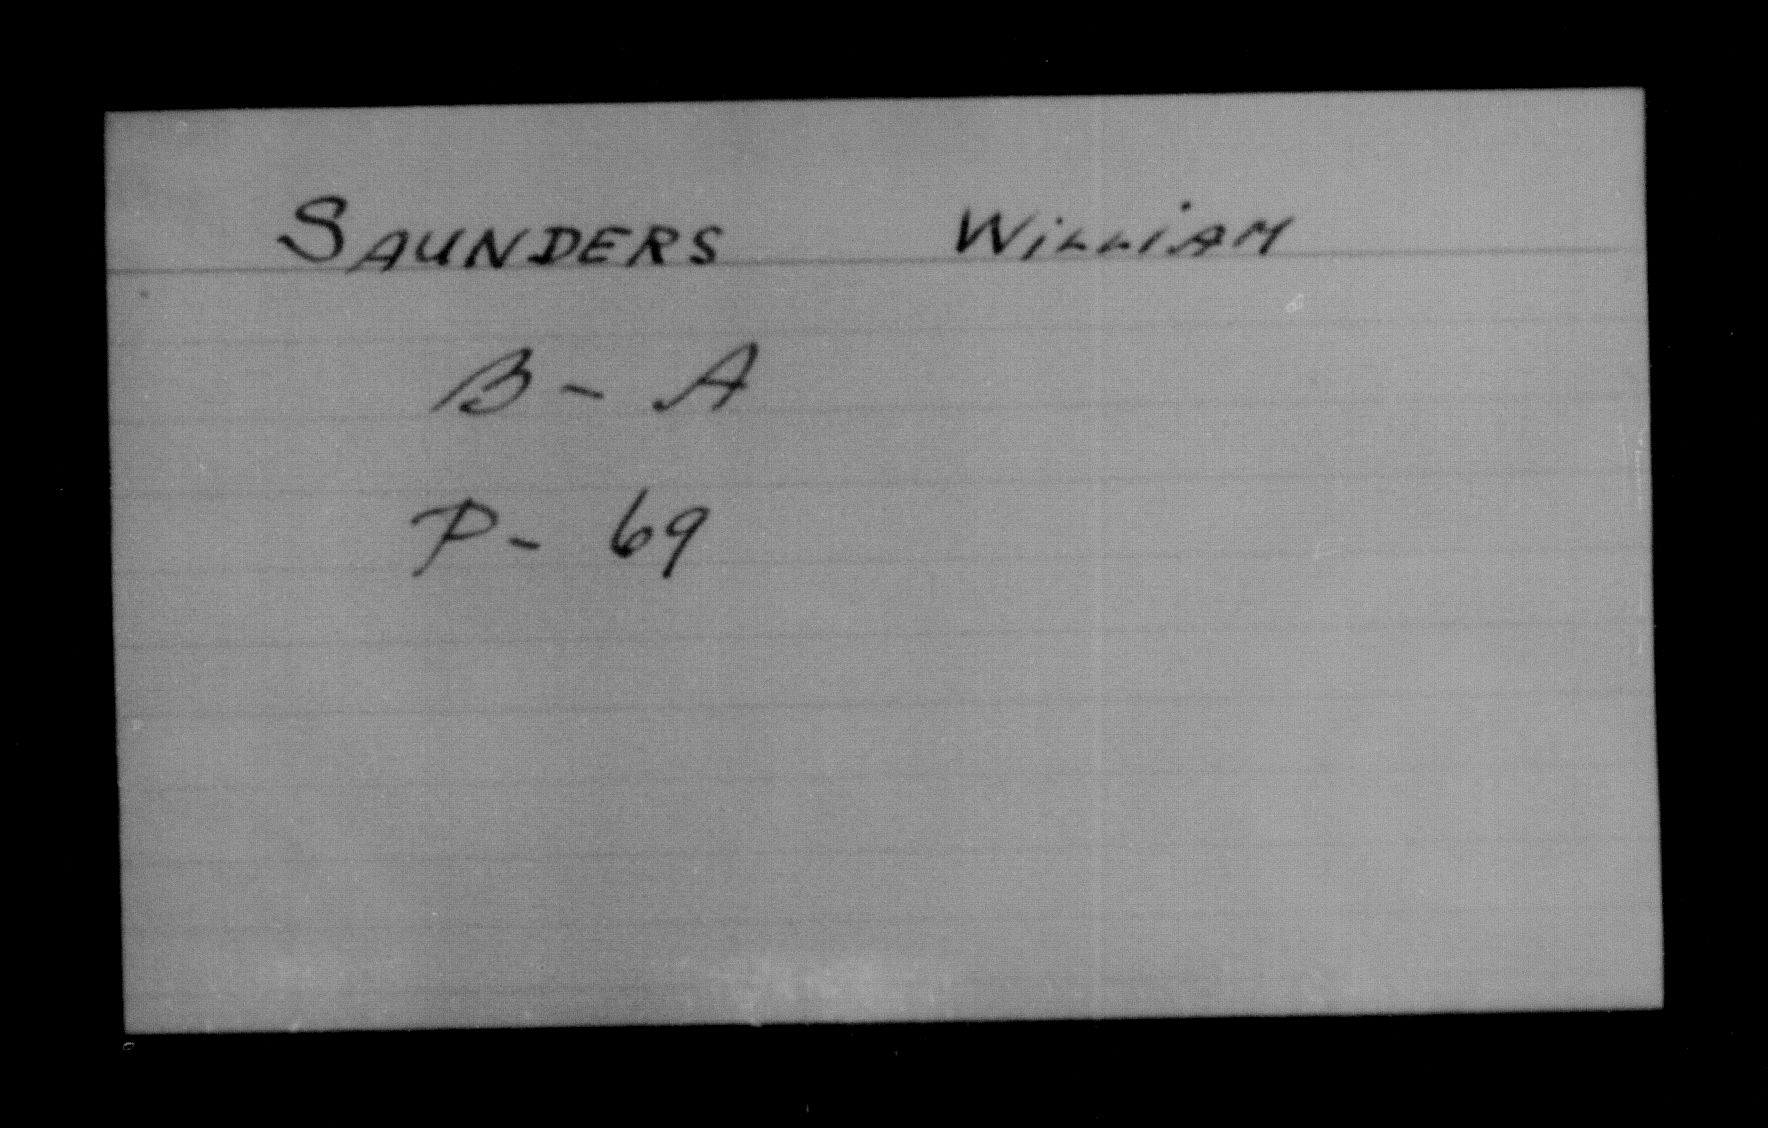 SAUNDERS WiLLiAM
B - A
P - 69